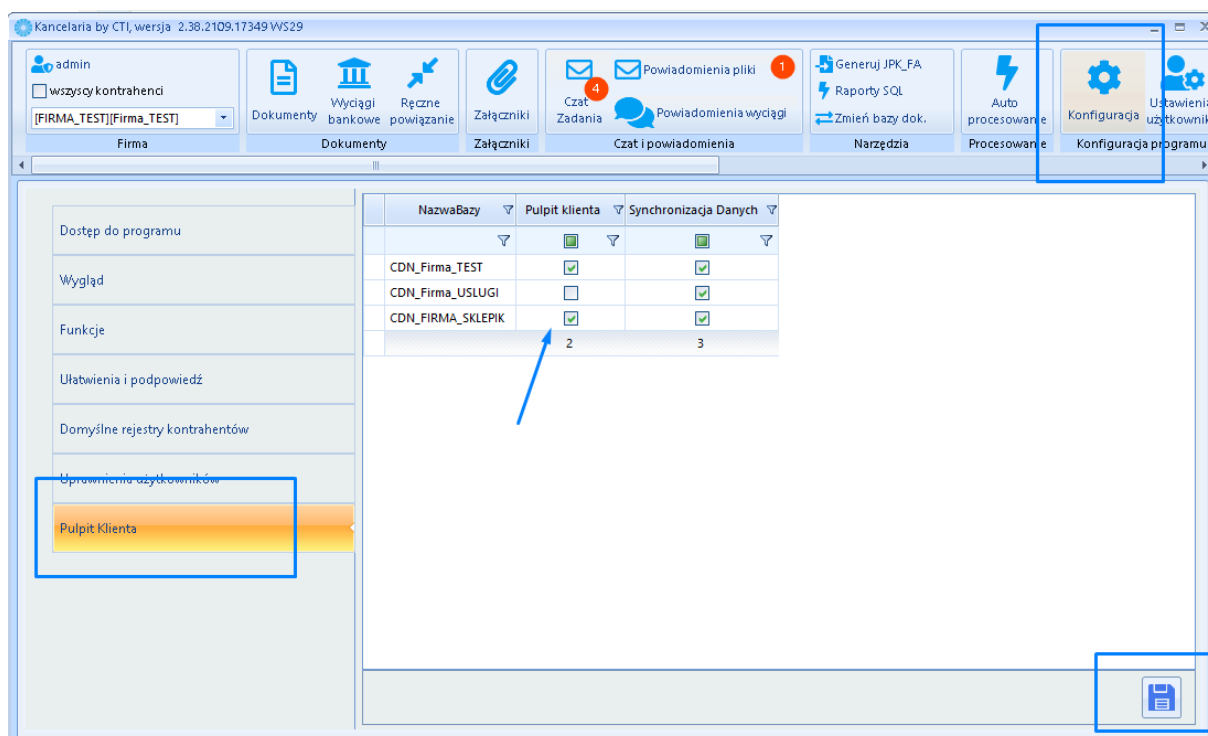 Kancelaria by CTI, wersja 2.38.2109.17349 WS29
admin
wszyscy kontrahenci
[FIRMA_TEST][Firma_TEST]
Firma
Dokumenty
Wyciągi bankowe
Ręczne powiązanie
Dokumenty
Załączniki
Załączniki
4
Czat Zadania
Powiadomienia pliki
1
Powiadomienia wyciągi
Czat i powiadomienia
Generuj JPK_FA
Raporty SQL
Zmień bazy dok.
Narzędzia
Auto procesowanie
Procesowanie
Konfiguracja
Ustawienia użytkownik
Konfiguracja programu
Dostęp do programu
Wygląd
Funkcje
Ułatwienia i podpowiedź
Domyślne rejestry kontrahentów
Uprawnienia użytkowników
Pulpit Klienta
NazwaBazy Pulpit klienta Synchronizacja Danych
CDN_Firma_TEST
CDN_Firma_USLUGI
CDN_FIRMA_SKLEPIK
2 3